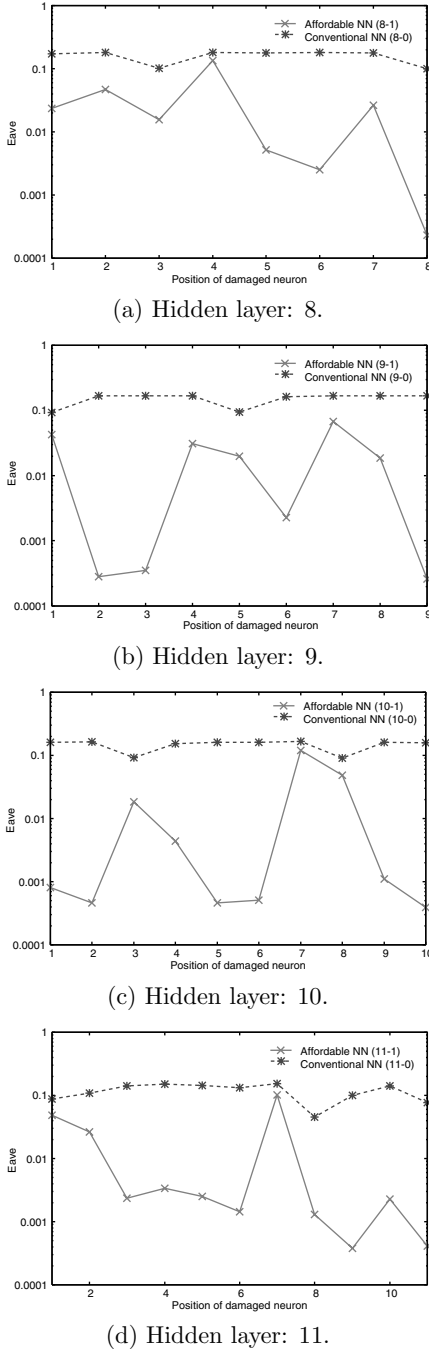 Affordable NN (8-1)
Conventional NN (8-0)
1
0.1
0.01
0.001
0.0001
Eave
1 2 3 4 5 6 7 8
Position of damaged neuron
(a) Hidden layer: 8.
Affordable NN (9-1)
Conventional NN (9-0)
1
0.1
0.01
0.001
0.0001
Eave
1 2 3 4 5 6 7 8 9
Position of damaged neuron
(b) Hidden layer: 9.
Affordable NN (10-1)
Conventional NN (10-0)
1
0.1
0.01
0.001
0.0001
Eave
1 2 3 4 5 6 7 8 9 10
Position of damaged neuron
(c) Hidden layer: 10.
Affordable NN (11-1)
Conventional NN (11-0)
1
0.1
0.01
0.001
0.0001
Eave
2 4 6 8 10
Position of damaged neuron
(d) Hidden layer: 11.